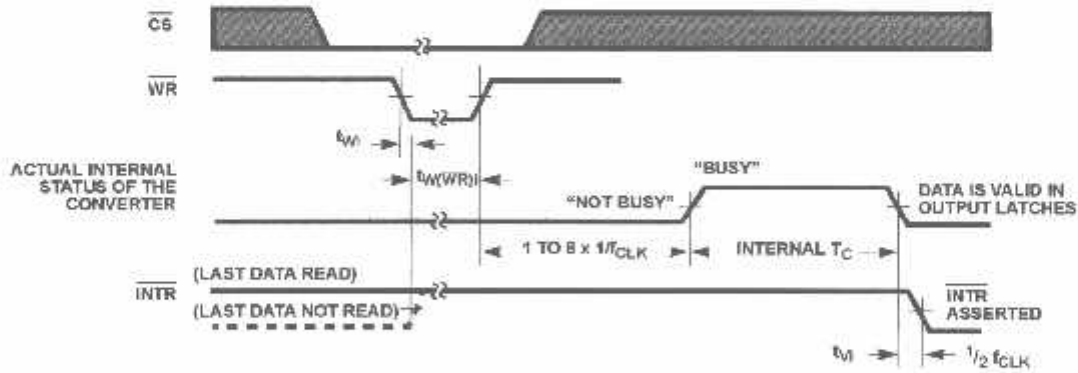 CS
WR
tWI
tW(WR)I
ACTUAL INTERNAL
STATUS OF THE
CONVERTER
"NOT BUSY"
"BUSY"
DATA IS VALID IN
OUTPUT LATCHES
1 TO 8 x 1/fCLK
INTERNAL TC
INTR
(LAST DATA READ)
(LAST DATA NOT READ)
INTR
ASSERTED
tVI
1/2 fCLK